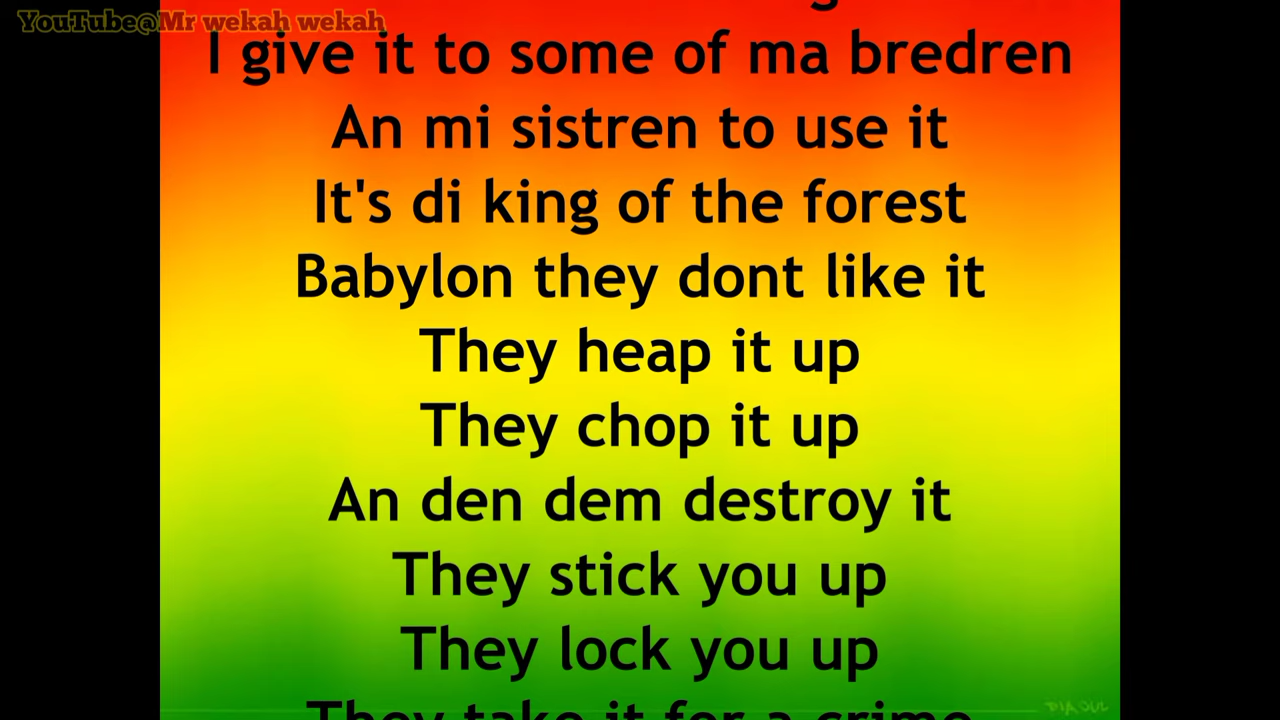 YouTube@Mr wekah wekah
I give it to some of ma bredren
An mi sistren to use it
It's di king of the forest
Babylon they dont like it
They heap it up
They chop it up
An den dem destroy it
They stick you up
They lock you up
They take it for a crime